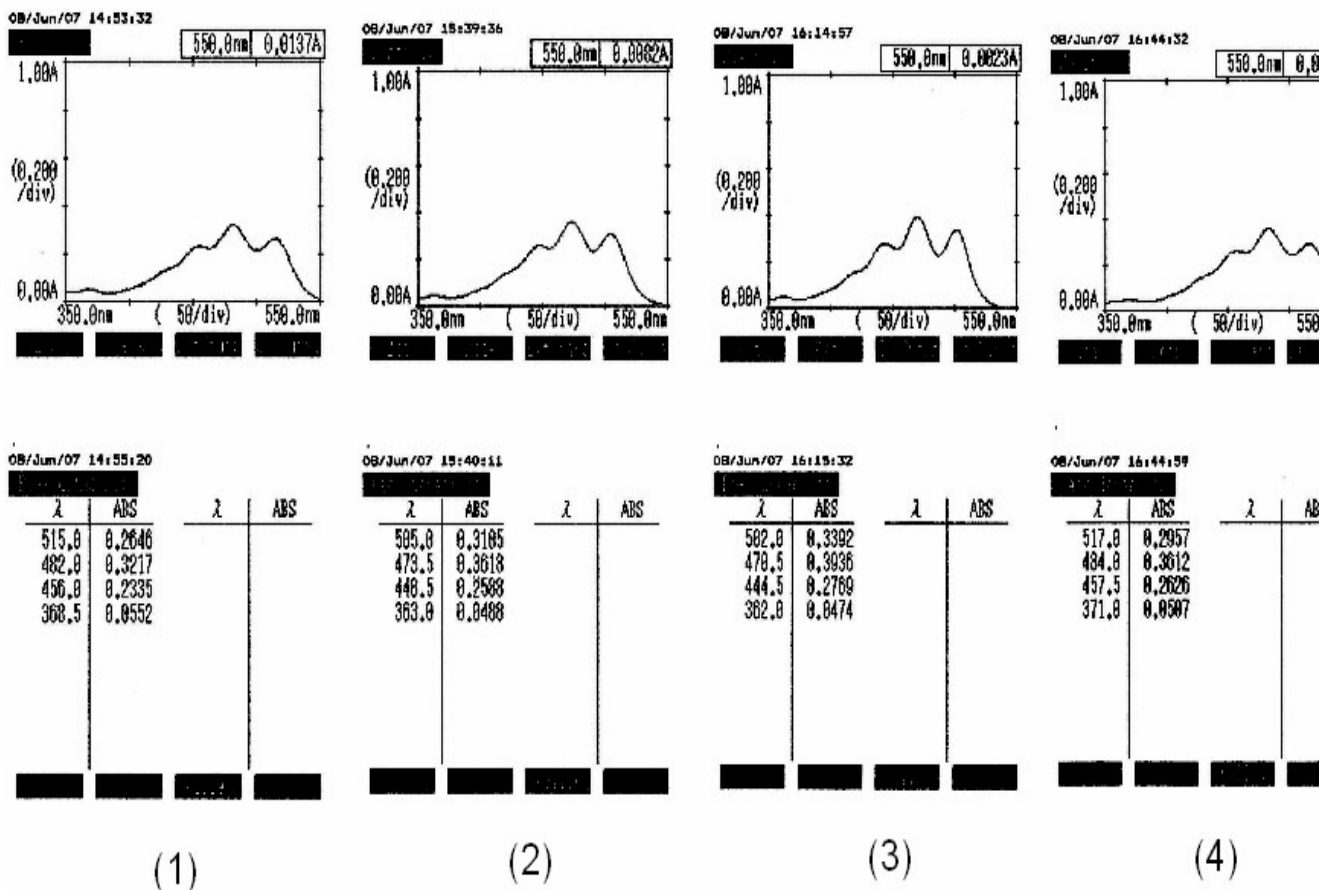 08/Jun/07 14:53:32
550.0nm 0.0137A
1.00A
(0.200
/div)
0.00A
350.0nm ( 50/div) 550.0nm
08/Jun/07 15:39:36
550.0nm 0.0082A
1.00A
(0.200
/div)
0.00A
350.0nm ( 50/div) 550.0nm
08/Jun/07 16:14:57
550.0nm 0.0023A
1.00A
(0.200
/div)
0.00A
350.0nm ( 50/div) 550.0nm
08/Jun/07 16:44:32
550.0nm
1.00A
(0.200
/div)
0.00A
350.0nm ( 50/div) 550
08/Jun/07 14:55:20
λ ABS λ ABS
515.0 0.2646
482.0 0.3217
456.0 0.2335
368.5 0.0552
08/Jun/07 15:40:11
λ ABS λ ABS
505.0 0.3105
473.5 0.3618
446.5 0.2588
363.0 0.0488
08/Jun/07 16:15:32
λ ABS λ ABS
502.0 0.3392
470.5 0.3936
444.5 0.2769
362.0 0.0474
08/Jun/07 16:44:59
λ ABS λ
517.0 0.2957
484.0 0.3612
457.5 0.2626
371.0 0.0507
(1)
(2)
(3)
(4)